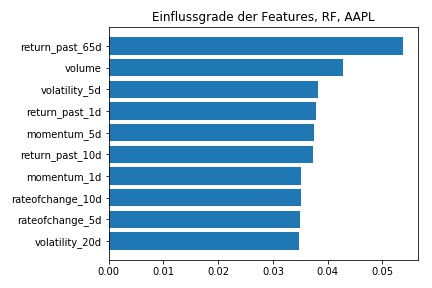 Einflussgrade der Features, RF, AAPL
return_past_65d
volume
volatility_5d
return_past_1d
momentum_5d
return_past_10d
momentum_1d
rateofchange_10d
rateofchange_5d
volatility_20d
0.00 0.01 0.02 0.03 0.04 0.05